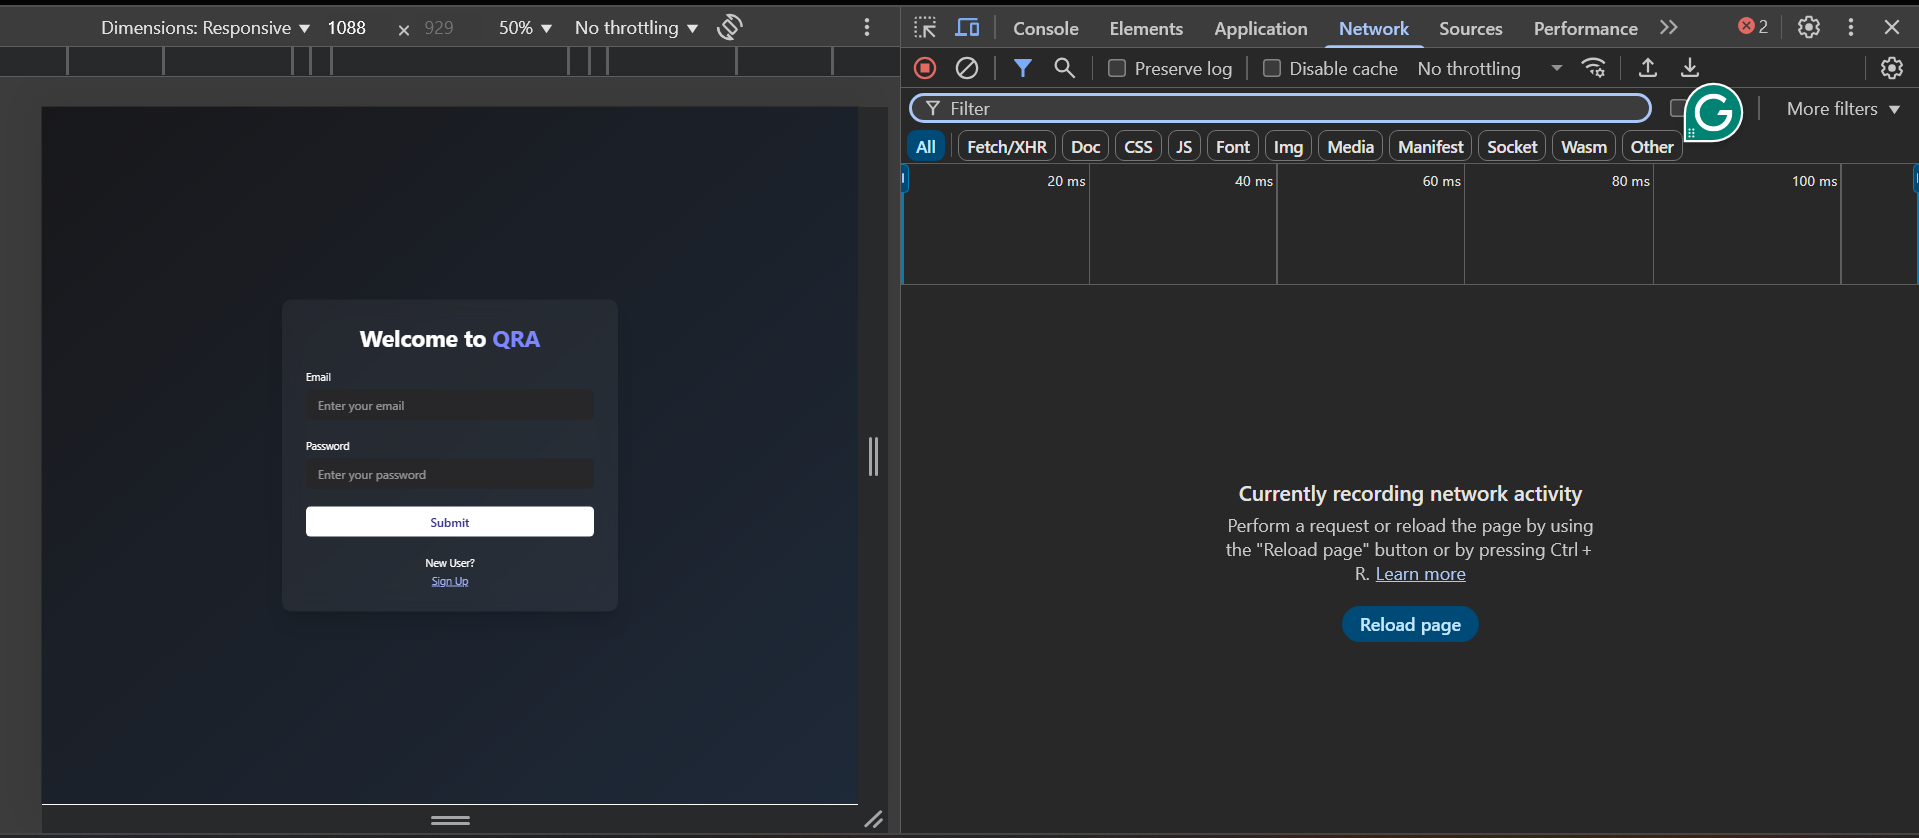 Dimensions: Responsive 1088 × 929 50% No throttling
Console Elements Application Network Sources Performance 2
Preserve log Disable cache No throttling
Filter More filters
All Fetch/XHR Doc CSS JS Font Img Media Manifest Socket Wasm Other
20 ms 40 ms 60 ms 80 ms 100 ms
Welcome to QRA
Email
Enter your email
Password
Enter your password
Submit
New User?
Sign Up
Currently recording network activity
Perform a request or reload the page by using
the "Reload page" button or by pressing Ctrl +
R. Learn more
Reload page